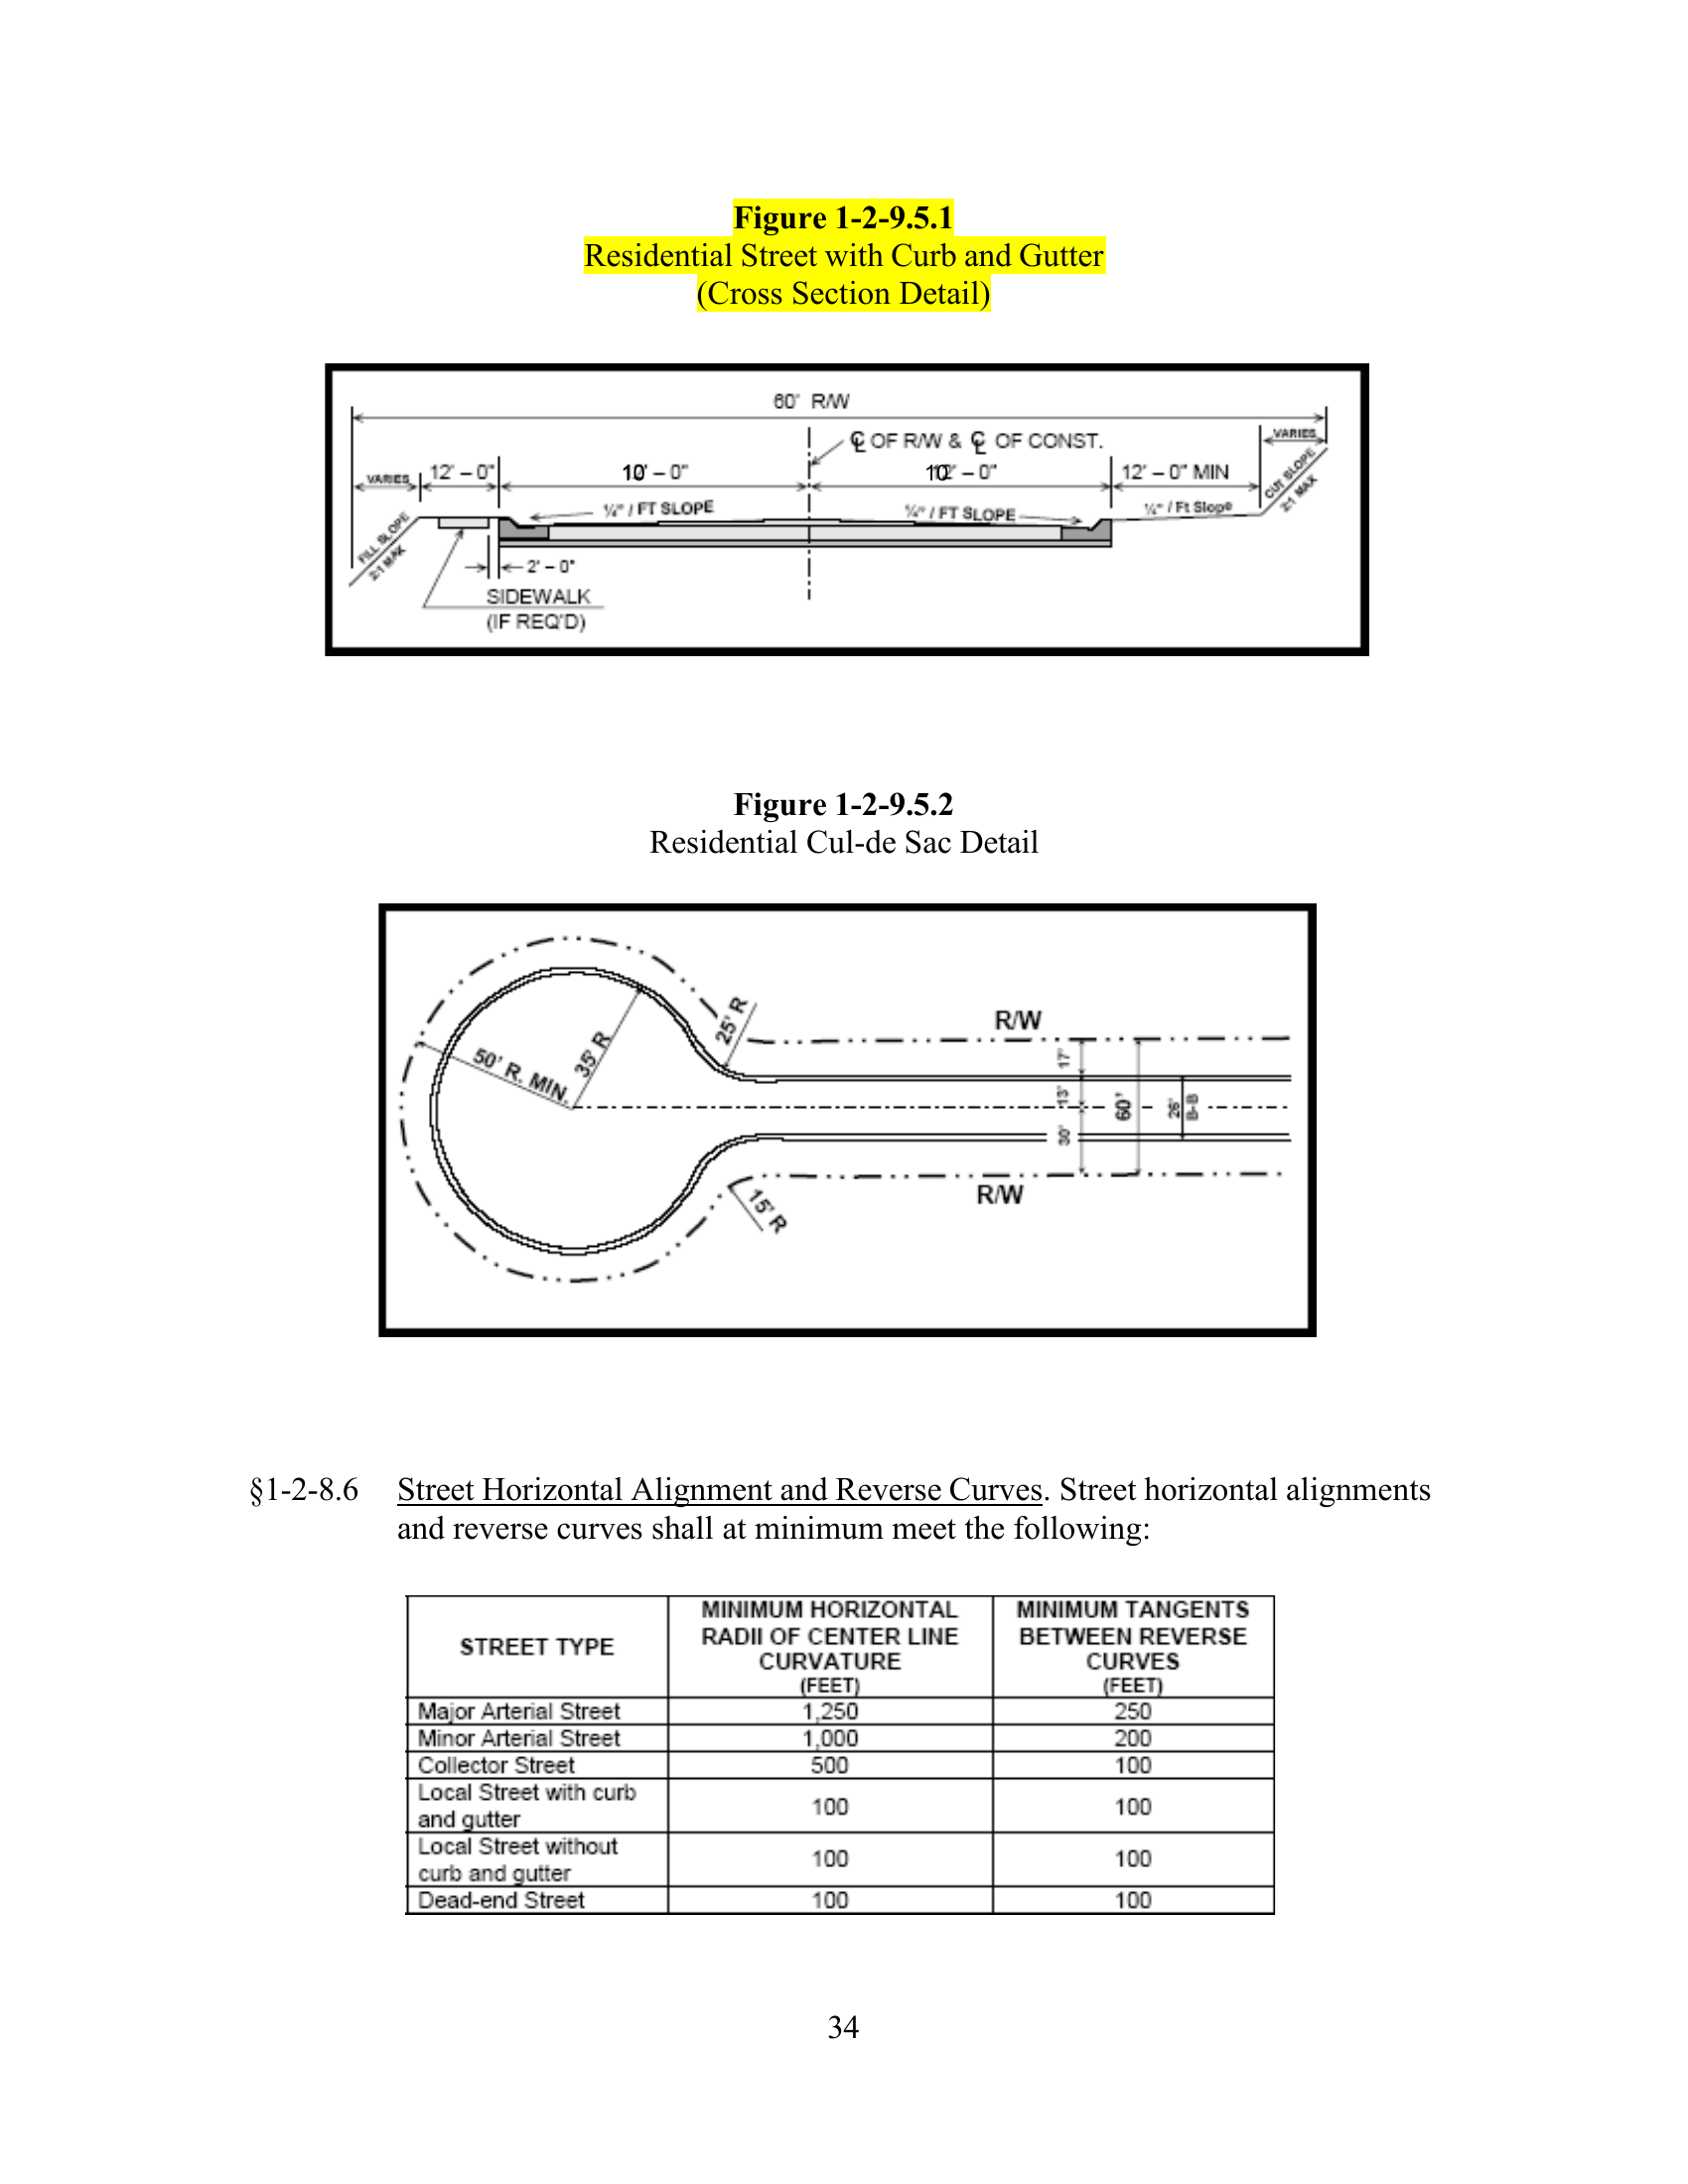 Figure 1-2-9.5.1
Residential Street with Curb and Gutter
(Cross Section Detail)
60' R/W
℄ OF R/W & ℄ OF CONST.
VARIES
VARIES
12' – 0"
10' – 0"
10' – 0"
12' – 0" MIN
CUT SLOPE
2:1 MAX
¼" / FT SLOPE
¼" / FT SLOPE
¼" / Ft Slope
FILL SLOPE
2:1 MAX
2' – 0"
SIDEWALK
(IF REQ'D)
Figure 1-2-9.5.2
Residential Cul-de Sac Detail
R/W
25' R
35' R
50' R. MIN.
17'
13'
30'
60'
26'
B-B
R/W
15' R
§1-2-8.6 Street Horizontal Alignment and Reverse Curves. Street horizontal alignments
and reverse curves shall at minimum meet the following:
STREET TYPE
MINIMUM HORIZONTAL
RADII OF CENTER LINE
CURVATURE
(FEET)
MINIMUM TANGENTS
BETWEEN REVERSE
CURVES
(FEET)
Major Arterial Street 1,250 250
Minor Arterial Street 1,000 200
Collector Street 500 100
Local Street with curb
and gutter 100 100
Local Street without
curb and gutter 100 100
Dead-end Street 100 100
34